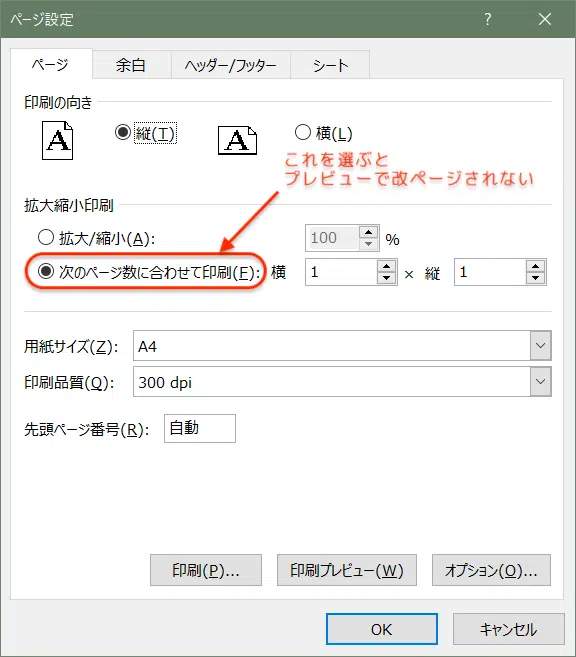 ページ設定 ?
ページ 余白 ヘッダー/フッター シート
印刷の向き
A 縦(T) A 横(L)
これを選ぶと
プレビューで改ページされない
拡大縮小印刷
拡大/縮小(A): 100 %
次のページ数に合わせて印刷(F): 横 1 × 縦 1
用紙サイズ(Z): A4
印刷品質(Q): 300 dpi
先頭ページ番号(R): 自動
印刷(P)... 印刷プレビュー(W) オプション(O)...
OK キャンセル